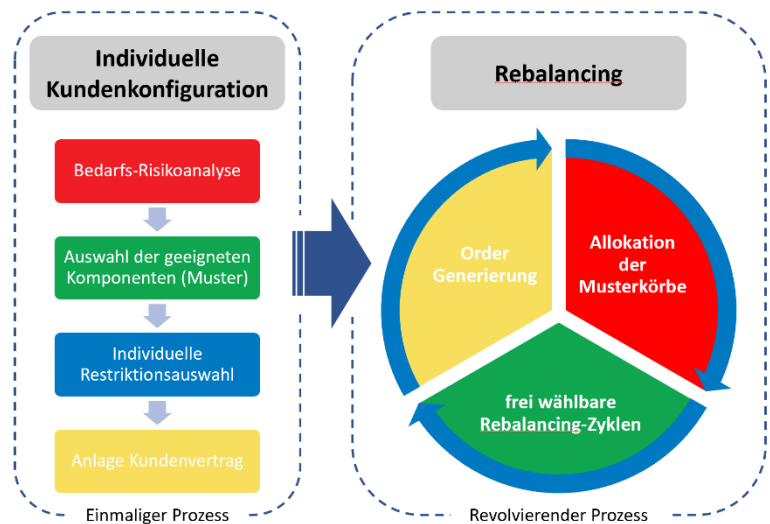 Individuelle
Kundenkonfiguration
Bedarfs-Risikoanalyse
Auswahl der geeigneten
Komponenten (Muster)
Individuelle
Restriktionsauswahl
Anlage Kundenvertrag
Einmaliger Prozess
Rebalancing
Order
Generierung
Allokation
der
Musterkörbe
frei wählbare
Rebalancing-Zyklen
Revolvierender Prozess